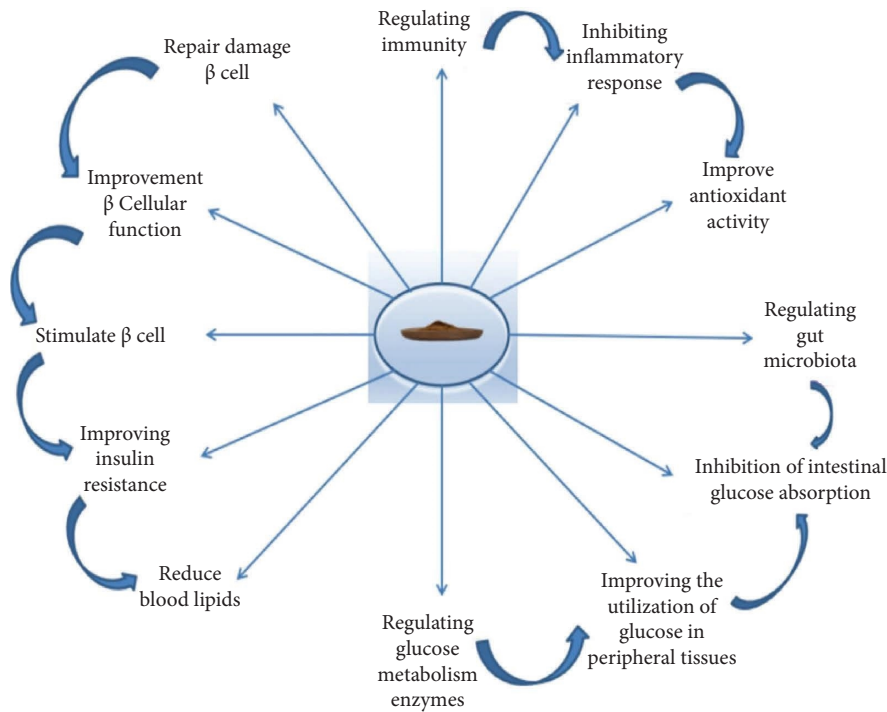 Regulating
immunity
Inhibiting
inflammatory
response
Improve
antioxidant
activity
Regulating
gut
microbiota
Inhibition of intestinal
glucose absorption
Improving the
utilization of
glucose in
peripheral tissues
Regulating
glucose
metabolism
enzymes
Reduce
blood lipids
Improving
insulin
resistance
Stimulate β cell
Improvement
β Cellular
function
Repair damage
β cell